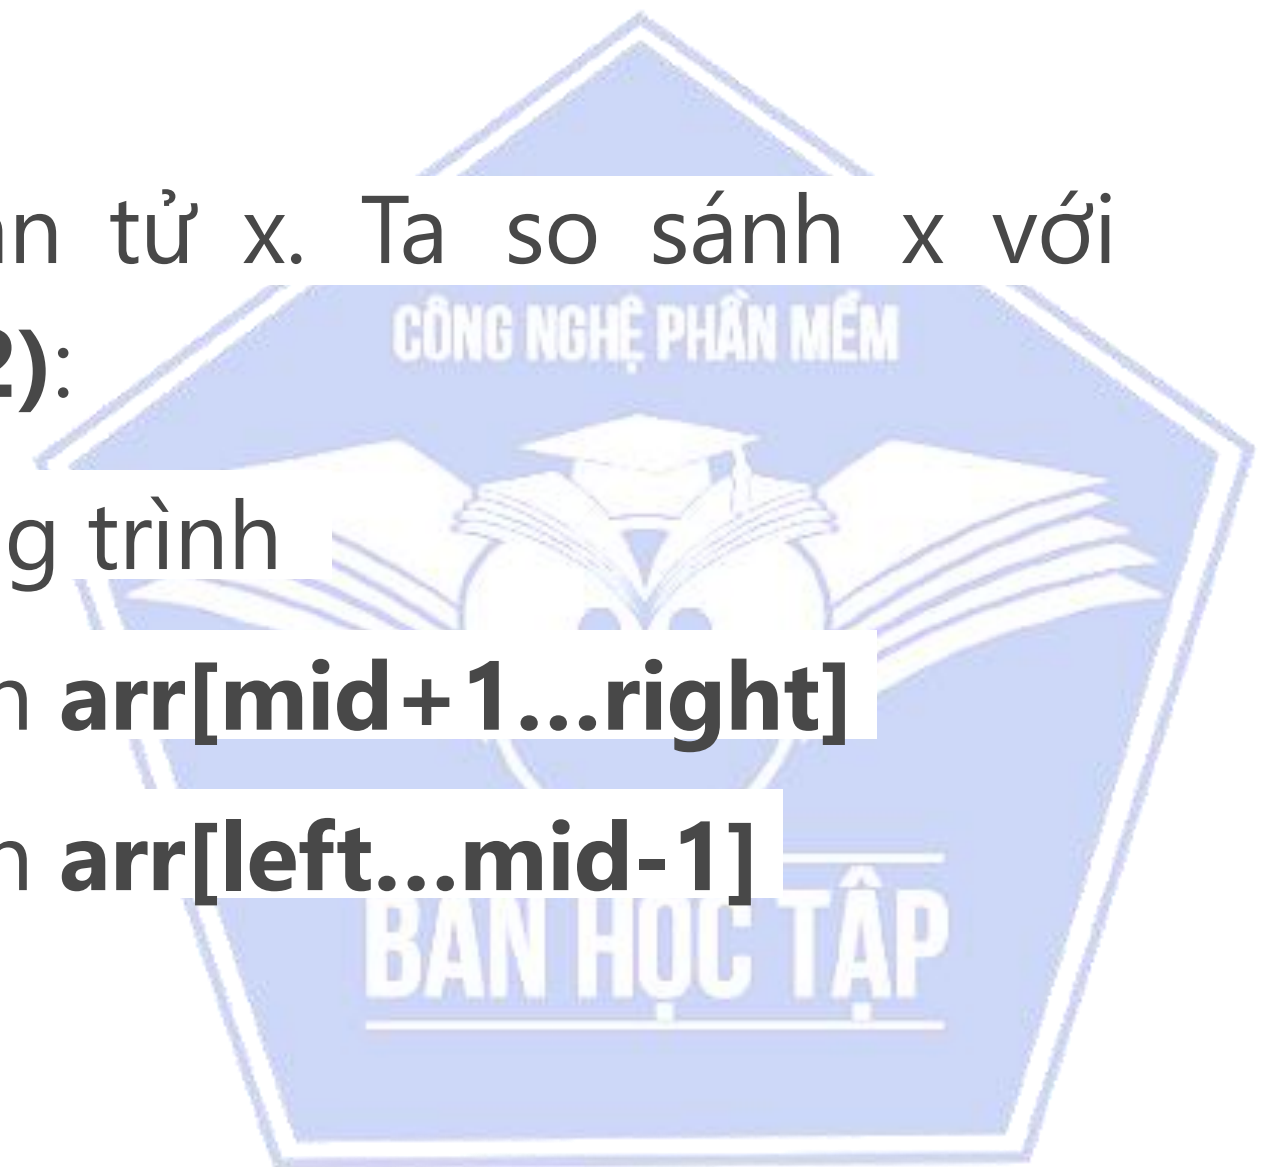 tử x. Ta so sánh x với
CÔNG NGHỆ PHẦN MỀM
2):
g trình
arr[mid+1...right]
arr[left...mid-1]
BAN HỌC TẬP